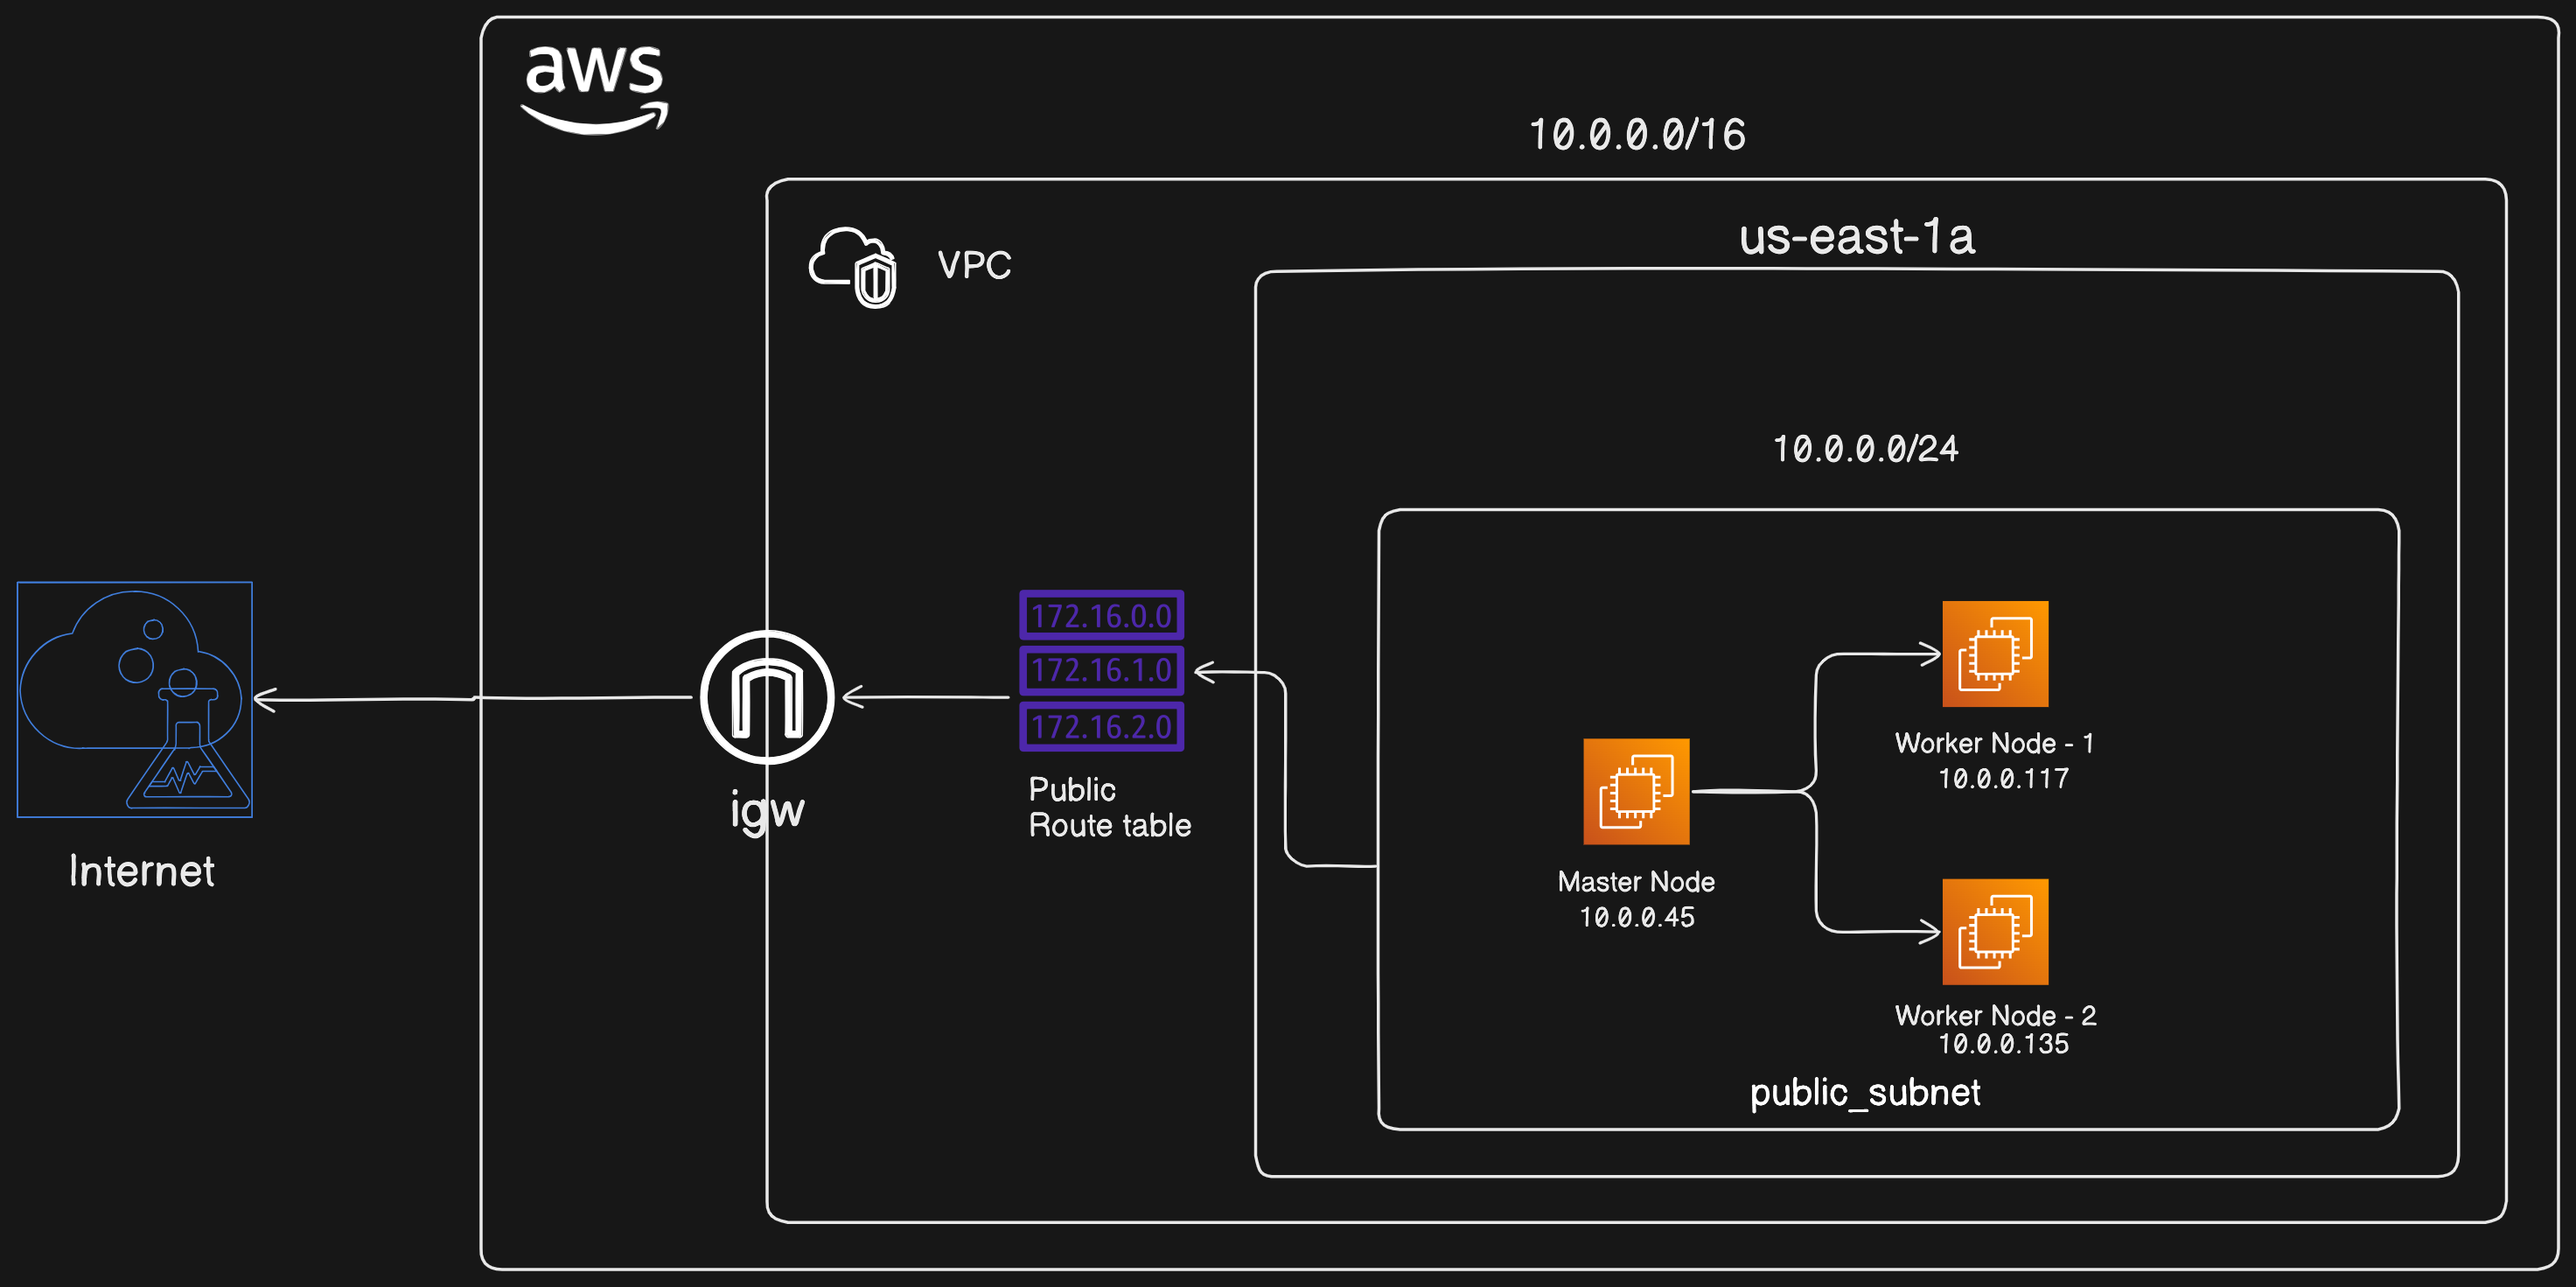 aws
10.0.0.0/16
VPC
us-east-1a
10.0.0.0/24
172.16.0.0
172.16.1.0
172.16.2.0
Public
Route table
igw
Internet
Master Node
10.0.0.45
Worker Node - 1
10.0.0.117
Worker Node - 2
10.0.0.135
public_subnet